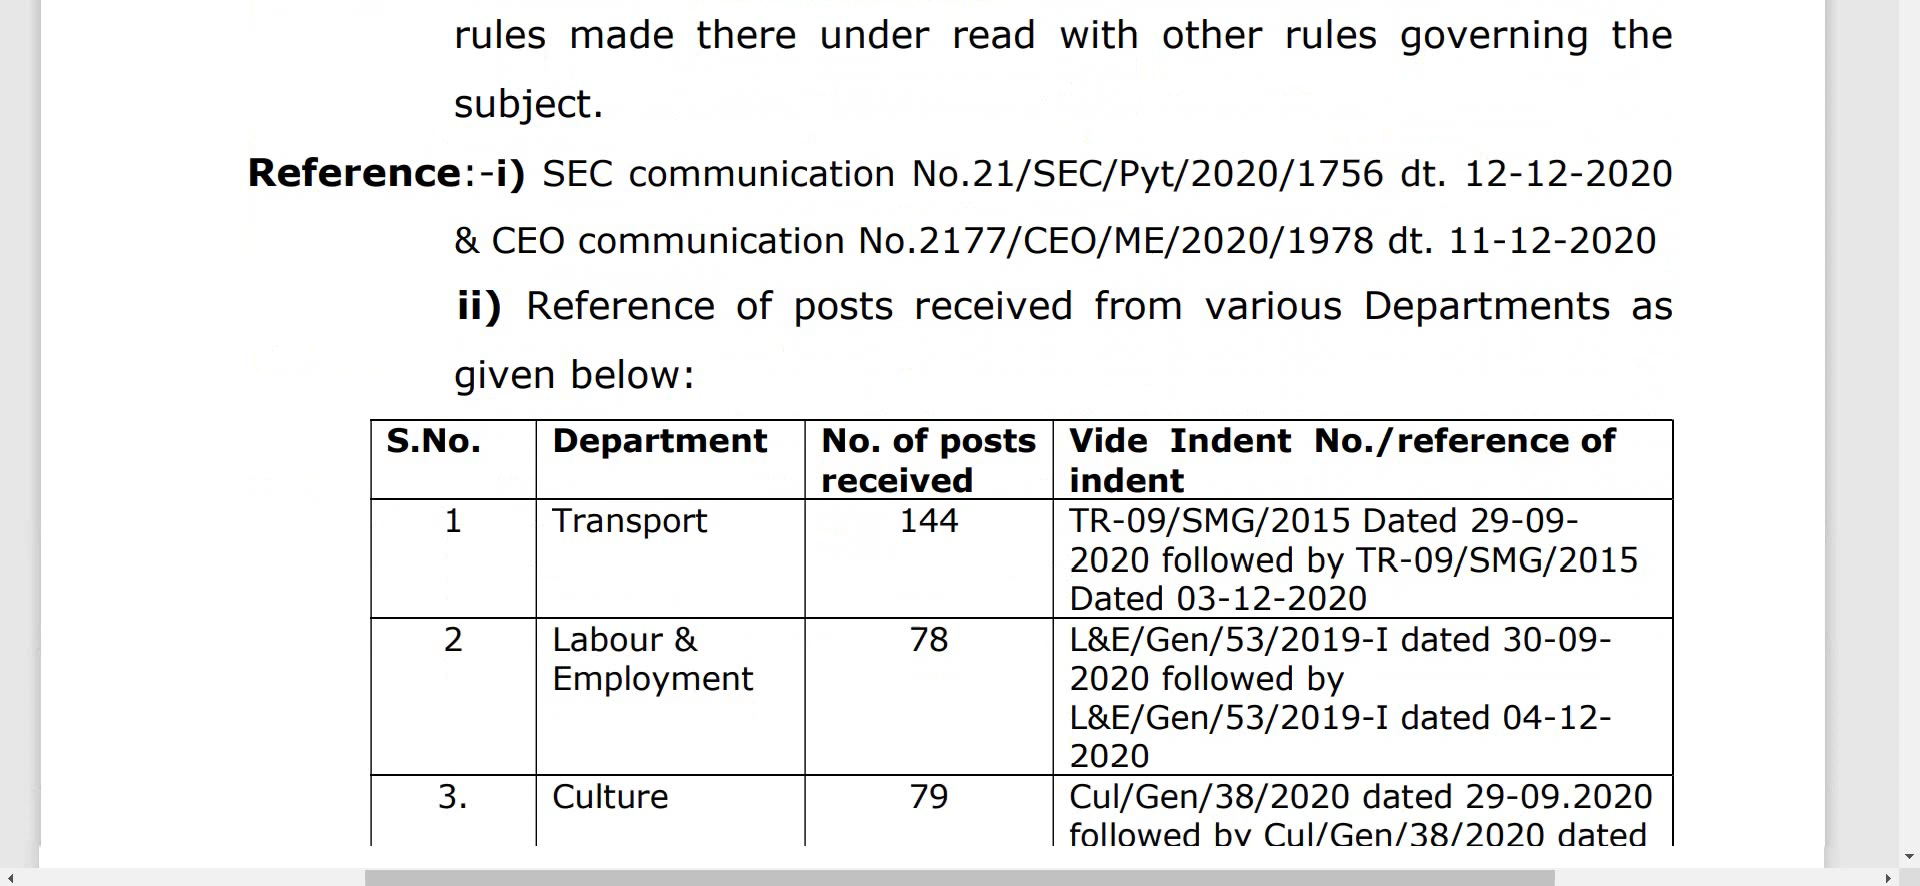 rules made there under read with other rules governing the
subject.
Reference:-i) SEC communication No.21/SEC/Pyt/2020/1756 dt. 12-12-2020
& CEO communication No.2177/CEO/ME/2020/1978 dt. 11-12-2020
ii) Reference of posts received from various Departments as
given below:
S.No. Department No. of posts received Vide Indent No./reference of indent
1 Transport 144 TR-09/SMG/2015 Dated 29-09-
2020 followed by TR-09/SMG/2015
Dated 03-12-2020
2 Labour & Employment 78 L&E/Gen/53/2019-I dated 30-09-
2020 followed by
L&E/Gen/53/2019-I dated 04-12-
2020
3. Culture 79 Cul/Gen/38/2020 dated 29-09.2020
followed by Cul/Gen/38/2020 dated